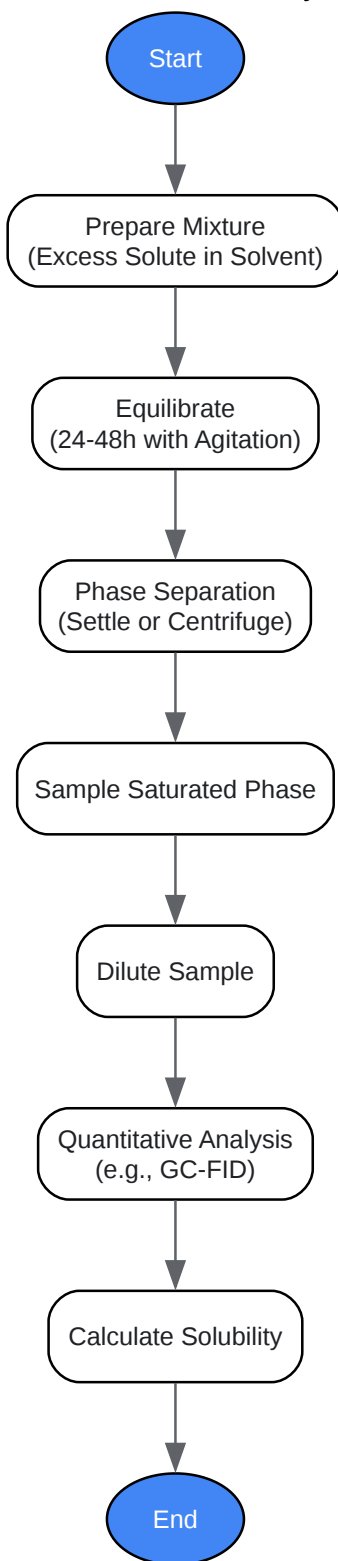 Start
Prepare Mixture
(Excess Solute in Solvent)
Equilibrate
(24-48h with Agitation)
Phase Separation
(Settle or Centrifuge)
Sample Saturated Phase
Dilute Sample
Quantitative Analysis
(e.g., GC-FID)
Calculate Solubility
End